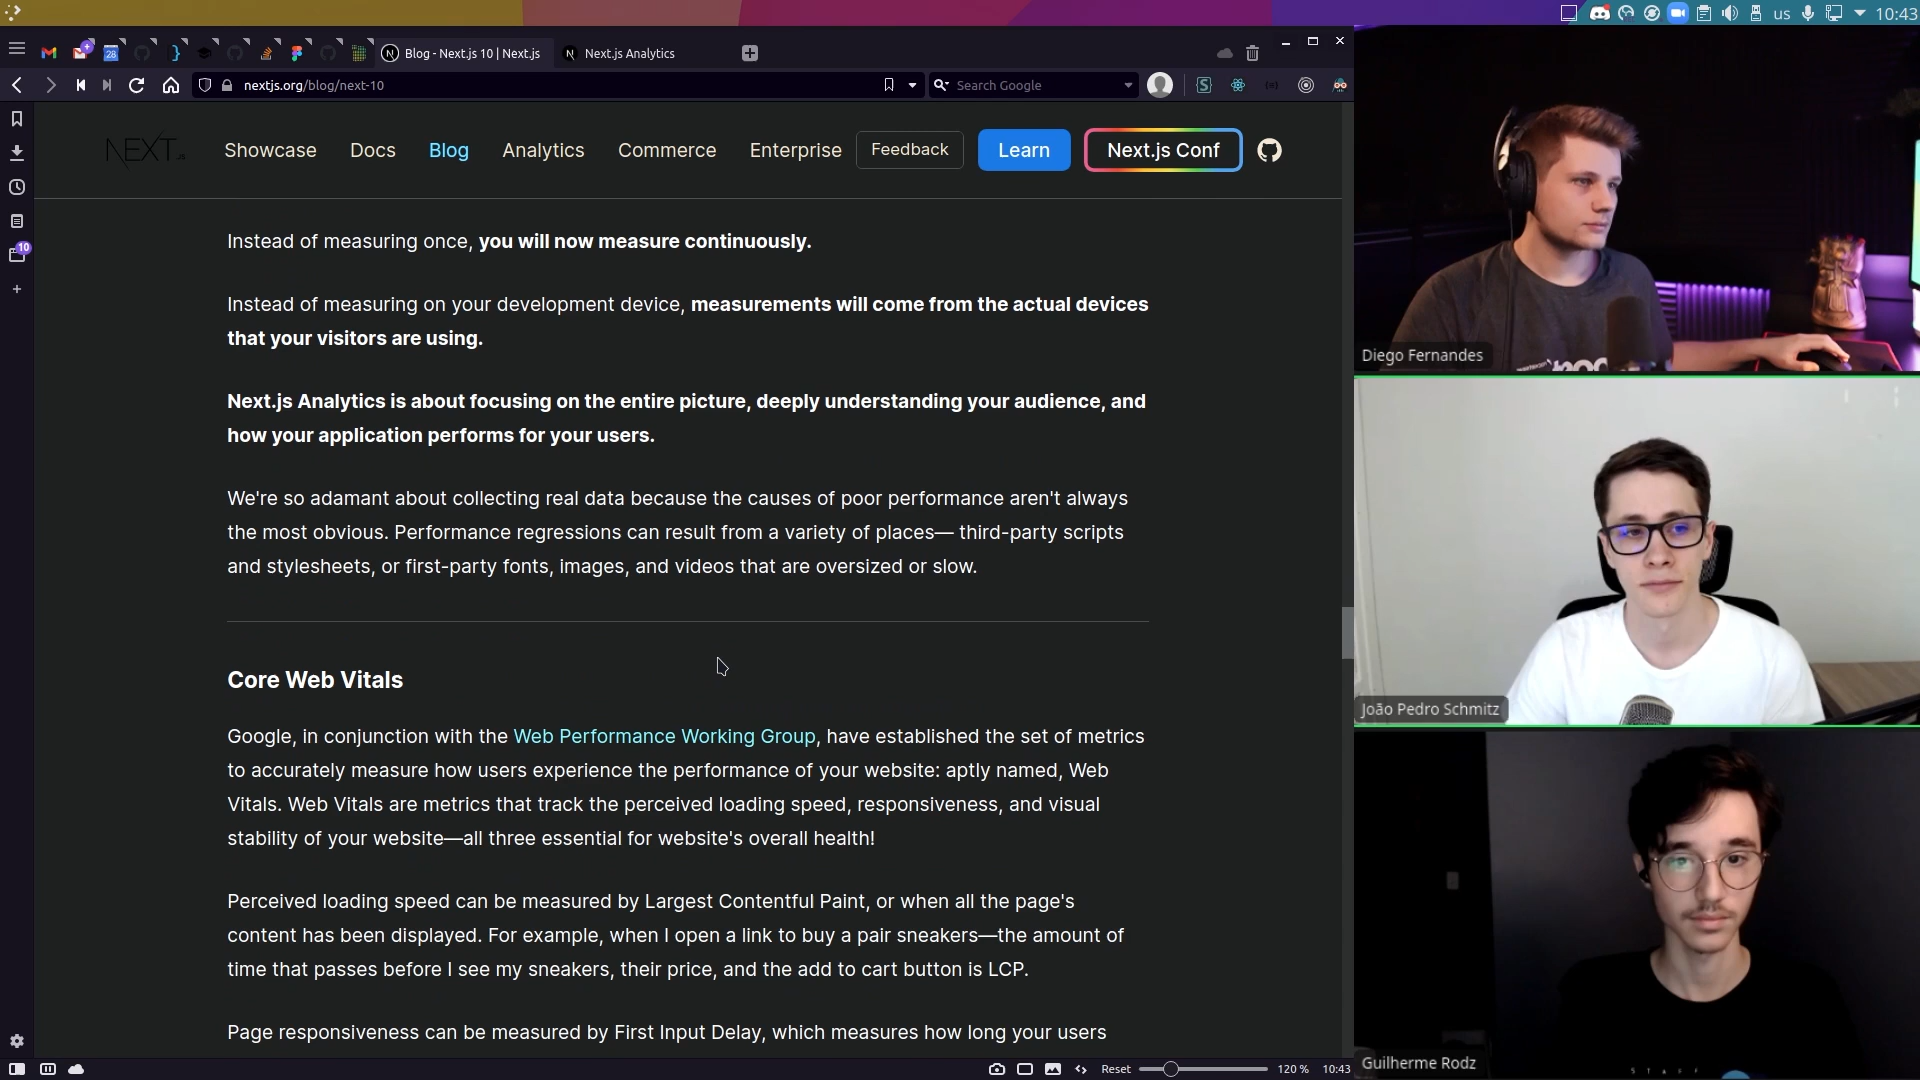 us
10:43
28
Blog - Next.js 10 | Next.js
Next.js Analytics
nextjs.org/blog/next-10
Search Google
10
NEXT.JS
Showcase
Docs
Blog
Analytics
Commerce
Enterprise
Feedback
Learn
Next.js Conf
Instead of measuring once, you will now measure continuously.
Instead of measuring on your development device, measurements will come from the actual devices
that your visitors are using.
Next.js Analytics is about focusing on the entire picture, deeply understanding your audience, and
how your application performs for your users.
We're so adamant about collecting real data because the causes of poor performance aren't always
the most obvious. Performance regressions can result from a variety of places— third-party scripts
and stylesheets, or first-party fonts, images, and videos that are oversized or slow.
Core Web Vitals
Google, in conjunction with the Web Performance Working Group, have established the set of metrics
to accurately measure how users experience the performance of your website: aptly named, Web
Vitals. Web Vitals are metrics that track the perceived loading speed, responsiveness, and visual
stability of your website—all three essential for website's overall health!
Perceived loading speed can be measured by Largest Contentful Paint, or when all the page's
content has been displayed. For example, when I open a link to buy a pair sneakers—the amount of
time that passes before I see my sneakers, their price, and the add to cart button is LCP.
Page responsiveness can be measured by First Input Delay, which measures how long your users
Reset
120 %
10:43
Diego Fernandes
João Pedro Schmitz
Guilherme Rodz
STAFF